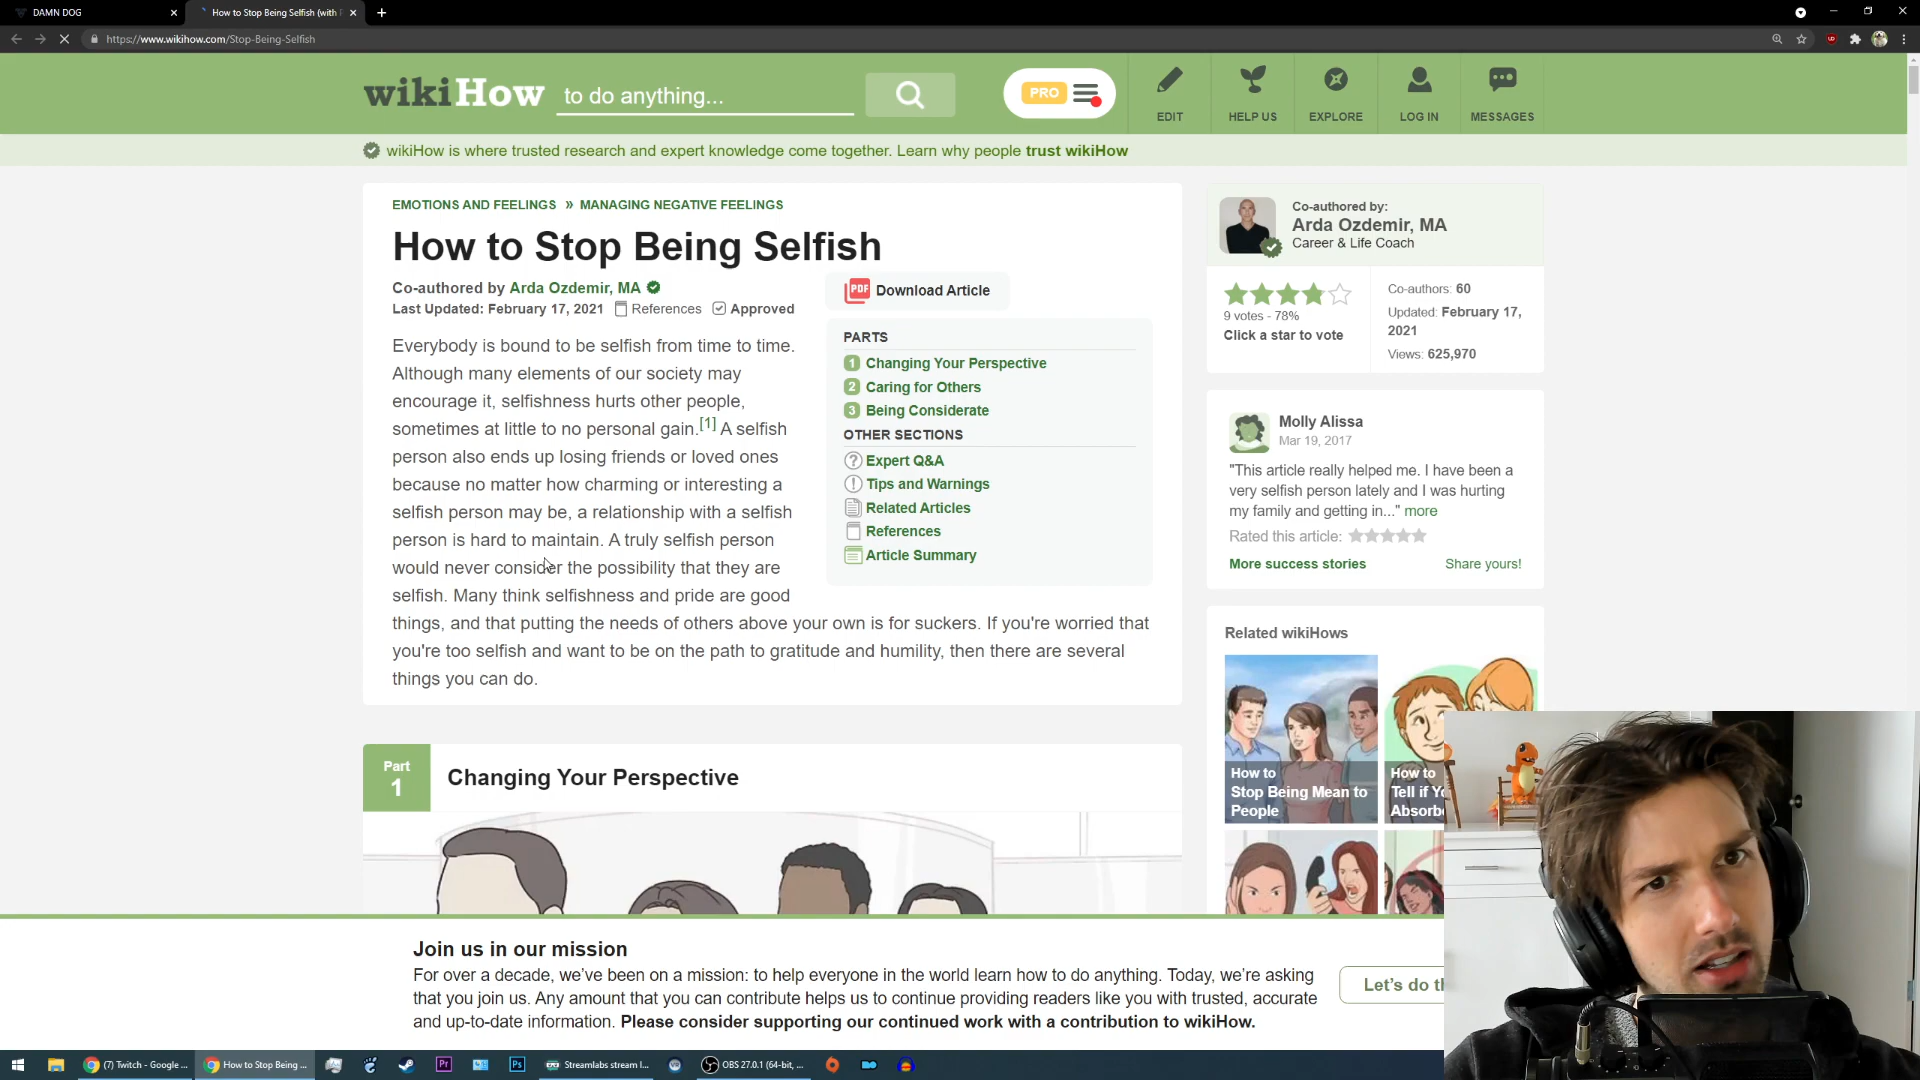 DAMN DOG
How to Stop Being Selfish (with
https://www.wikihow.com/Stop-Being-Selfish
wikiHow
to do anything...
PRO
EDIT
HELP US
EXPLORE
LOG IN
MESSAGES
wikiHow is where trusted research and expert knowledge come together. Learn why people trust wikiHow
EMOTIONS AND FEELINGS » MANAGING NEGATIVE FEELINGS
How to Stop Being Selfish
Co-authored by Arda Ozdemir, MA
Last Updated: February 17, 2021 References Approved
Everybody is bound to be selfish from time to time.
Although many elements of our society may
encourage it, selfishness hurts other people,
sometimes at little to no personal gain.[1] A selfish
person also ends up losing friends or loved ones
because no matter how charming or interesting a
selfish person may be, a relationship with a selfish
person is hard to maintain. A truly selfish person
would never consider the possibility that they are
selfish. Many think selfishness and pride are good
things, and that putting the needs of others above your own is for suckers. If you're worried that
you're too selfish and want to be on the path to gratitude and humility, then there are several
things you can do.
PDF Download Article
PARTS
1 Changing Your Perspective
2 Caring for Others
3 Being Considerate
OTHER SECTIONS
Expert Q&A
Tips and Warnings
Related Articles
References
Article Summary
Part
1
Changing Your Perspective
Co-authored by:
Arda Ozdemir, MA
Career & Life Coach
9 votes - 78%
Click a star to vote
Co-authors: 60
Updated: February 17,
2021
Views: 625,970
Molly Alissa
Mar 19, 2017
"This article really helped me. I have been a
very selfish person lately and I was hurting
my family and getting in..." more
Rated this article:
More success stories
Share yours!
Related wikiHows
How to
Stop Being Mean to
People
How to
Tell if Yo
Absorb
Join us in our mission
For over a decade, we've been on a mission: to help everyone in the world learn how to do anything. Today, we're asking
that you join us. Any amount that you can contribute helps us to continue providing readers like you with trusted, accurate
and up-to-date information. Please consider supporting our continued work with a contribution to wikiHow.
Let's do th
(7) Twitch - Google ...
How to Stop Being ...
Pr
Ps
Streamlabs stream l...
OBS 27.0.1 (64-bit, ...